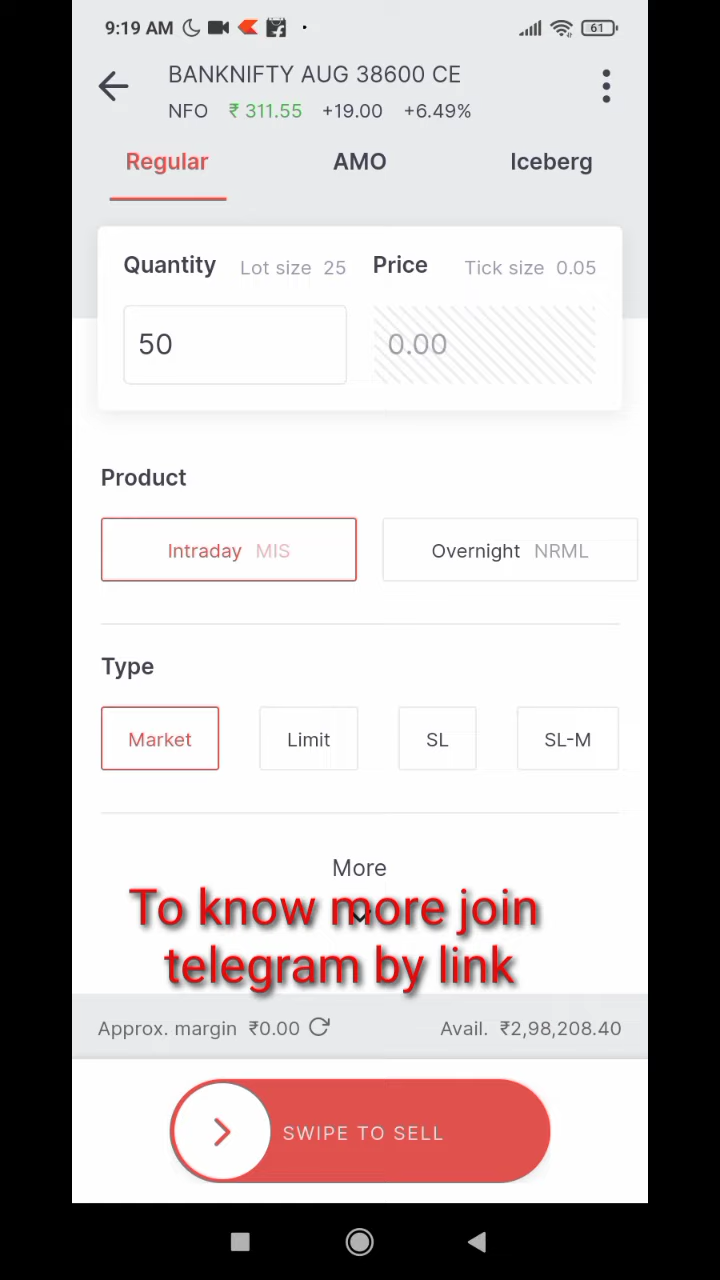 9:19 AM 61
BANKNIFTY AUG 38600 CE
NFO ₹ 311.55 +19.00 +6.49%
Regular AMO Iceberg
Quantity Lot size 25 Price Tick size 0.05
50 0.00
Product
Intraday MIS Overnight NRML
Type
Market Limit SL SL-M
More
To know more join
telegram by link
Approx. margin ₹0.00 Avail. ₹2,98,208.40
SWIPE TO SELL